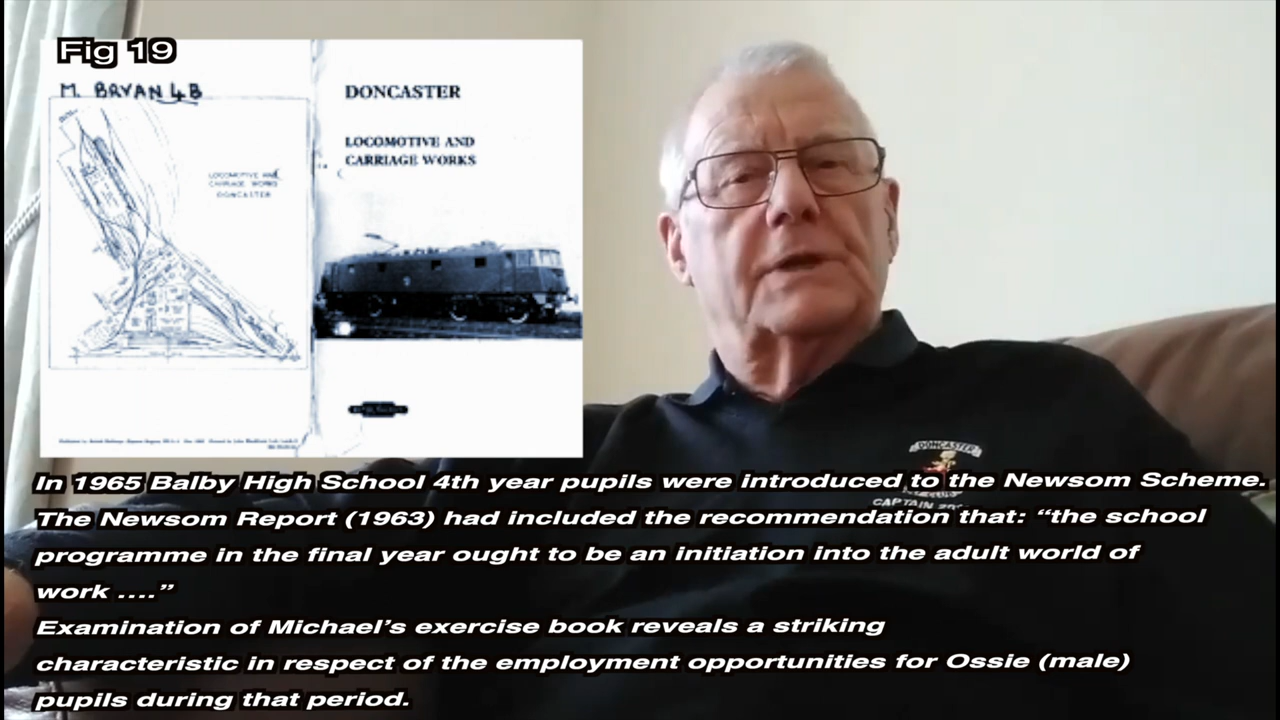 Fig 19
M. BRYAN 4B
LOCOMOTIVE AND
CARRIAGE WORKS
DONCASTER
DONCASTER
LOCOMOTIVE AND
CARRIAGE WORKS
DONCASTER
CAPTAIN
In 1965 Balby High School 4th year pupils were introduced to the Newsom Scheme.
The Newsom Report (1963) had included the recommendation that: “the school
programme in the final year ought to be an initiation into the adult world of
work ....”
Examination of Michael’s exercise book reveals a striking
characteristic in respect of the employment opportunities for Ossie (male)
pupils during that period.